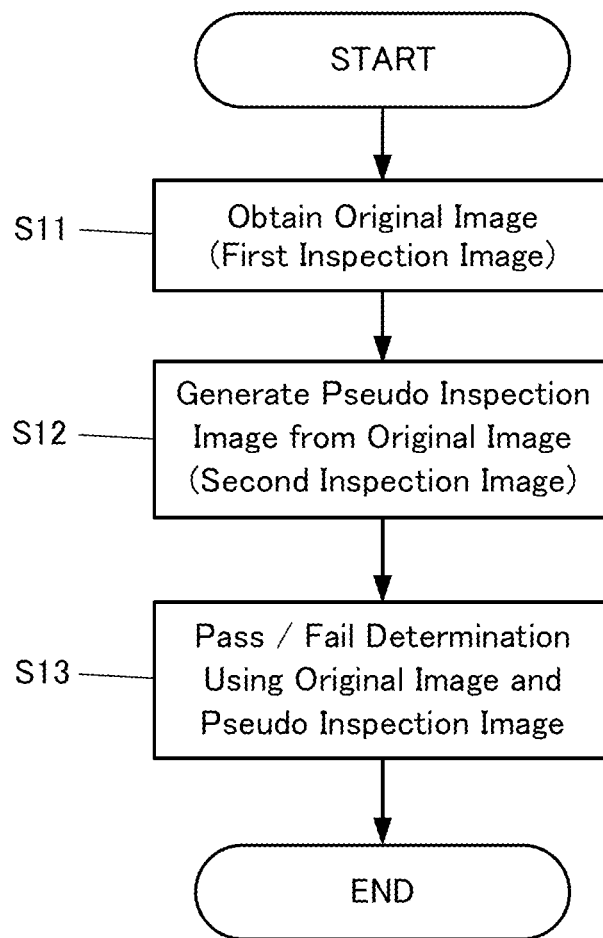 START
S11
Obtain Original Image
(First Inspection Image)
S12
Generate Pseudo Inspection
Image from Original Image
(Second Inspection Image)
S13
Pass / Fail Determination
Using Original Image and
Pseudo Inspection Image
END